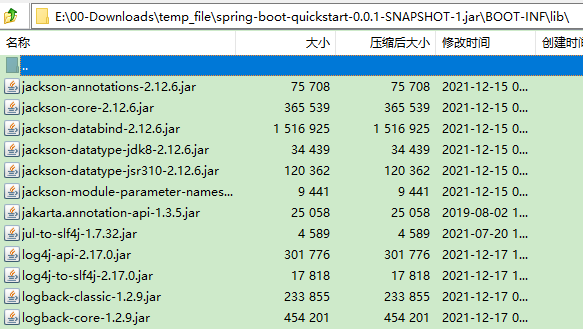 E:\00-Downloads\temp_file\spring-boot-quickstart-0.0.1-SNAPSHOT-1.jar\BOOT-INF\lib\
名称 大小 压缩后大小 修改时间 创建时间
..
jackson-annotations-2.12.6.jar 75 708 75 708 2021-12-15 0...
jackson-core-2.12.6.jar 365 539 365 539 2021-12-15 0...
jackson-databind-2.12.6.jar 1 516 925 1 516 925 2021-12-15 0...
jackson-datatype-jdk8-2.12.6.jar 34 439 34 439 2021-12-15 0...
jackson-datatype-jsr310-2.12.6.jar 120 362 120 362 2021-12-15 0...
jackson-module-parameter-names... 9 441 9 441 2021-12-15 0...
jakarta.annotation-api-1.3.5.jar 25 058 25 058 2019-08-02 1...
jul-to-slf4j-1.7.32.jar 4 589 4 589 2021-07-20 1...
log4j-api-2.17.0.jar 301 776 301 776 2021-12-17 1...
log4j-to-slf4j-2.17.0.jar 17 818 17 818 2021-12-17 1...
logback-classic-1.2.9.jar 233 855 233 855 2021-12-17 0...
logback-core-1.2.9.jar 454 201 454 201 2021-12-17 0...